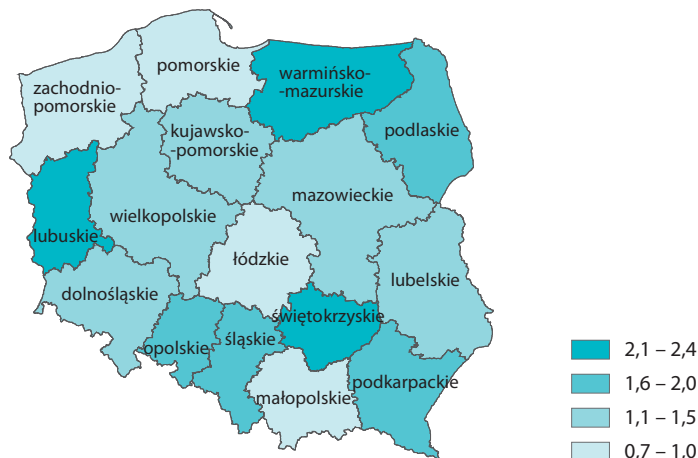 pomorskie
warmińsko-
-mazurskie
zachodnio-
pomorskie
kujawsko-
-pomorskie
podlaskie
mazowieckie
wielkopolskie
lubuskie
łódzkie
lubelskie
dolnośląskie
świętokrzyskie
opolskie
śląskie
podkarpackie
małopolskie
2,1 – 2,4
1,6 – 2,0
1,1 – 1,5
0,7 – 1,0